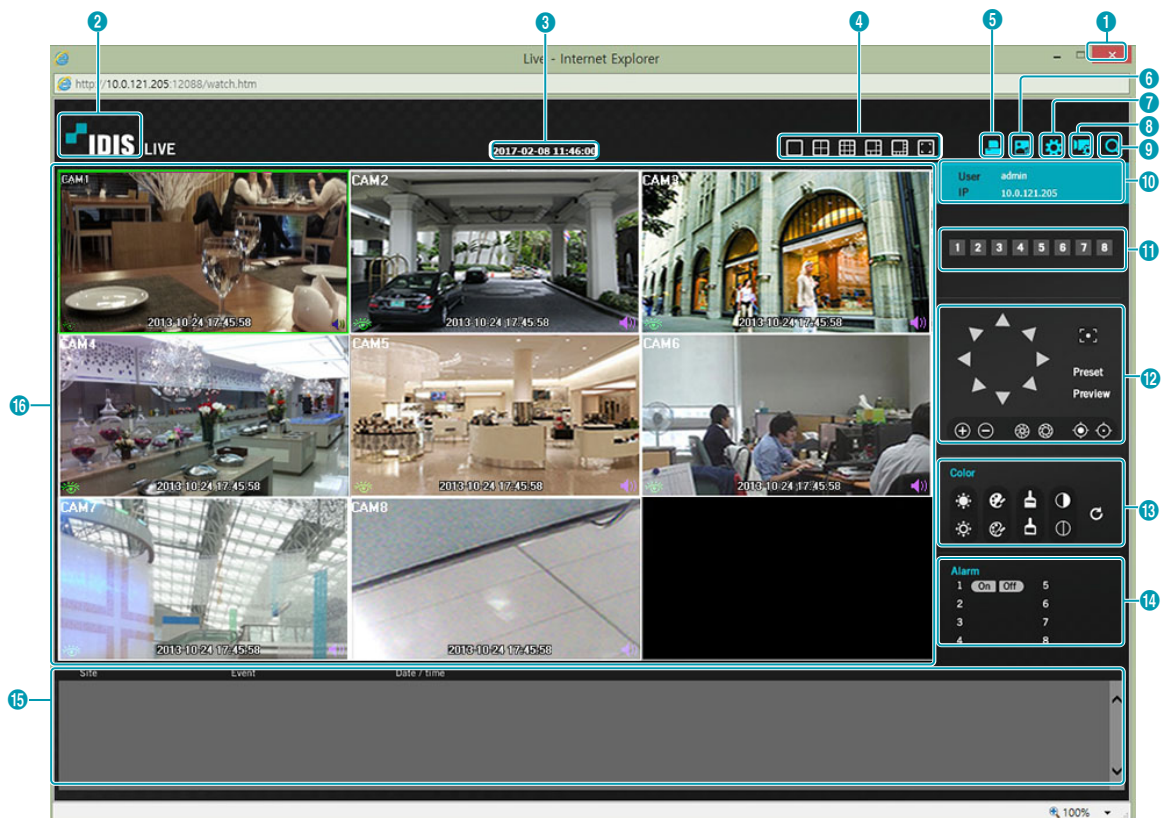 2
3
4
5
1
Live - Internet Explorer
http://10.0.121.205:12088/watch.htm
6
7
8
9
IDIS LIVE
2017-02-08 11:46:00
User admin
IP 10.0.121.205
10
CAM1
CAM2
CAM3
1 2 3 4 5 6 7 8
11
2013-10-24 17:45:58
2013-10-24 17:45:58
2013-10-24 17:45:58
CAM4
CAM5
CAM6
Preset
Preview
12
16
2013-10-24 17:45:58
2013-10-24 17:45:58
2013-10-24 17:45:58
Color
13
CAM7
CAM8
2013-10-24 17:45:58
2013-10-24 17:45:58
Alarm
1 On Off 5
2 6
3 7
4 8
14
Site Event Date / time
15
100%